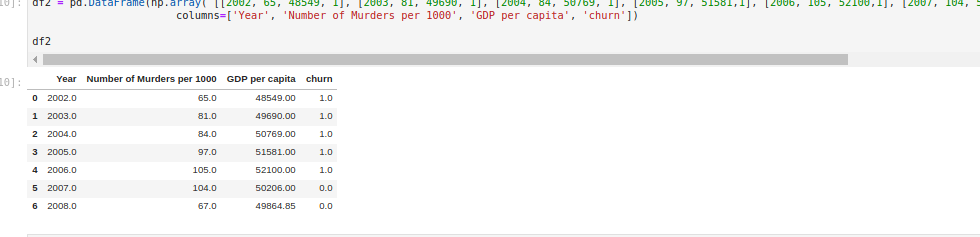 10]: df2 = pd.DataFrame(np.array( [[2002, 65, 48549, 1], [2003, 81, 49690, 1], [2004, 84, 50769, 1], [2005, 97, 51581,1], [2006, 105, 52100,1], [2007, 104, 5
columns=['Year', 'Number of Murders per 1000', 'GDP per capita', 'churn'])
df2
10]:
Year Number of Murders per 1000 GDP per capita churn
0 2002.0 65.0 48549.00 1.0
1 2003.0 81.0 49690.00 1.0
2 2004.0 84.0 50769.00 1.0
3 2005.0 97.0 51581.00 1.0
4 2006.0 105.0 52100.00 1.0
5 2007.0 104.0 50206.00 0.0
6 2008.0 67.0 49864.85 0.0